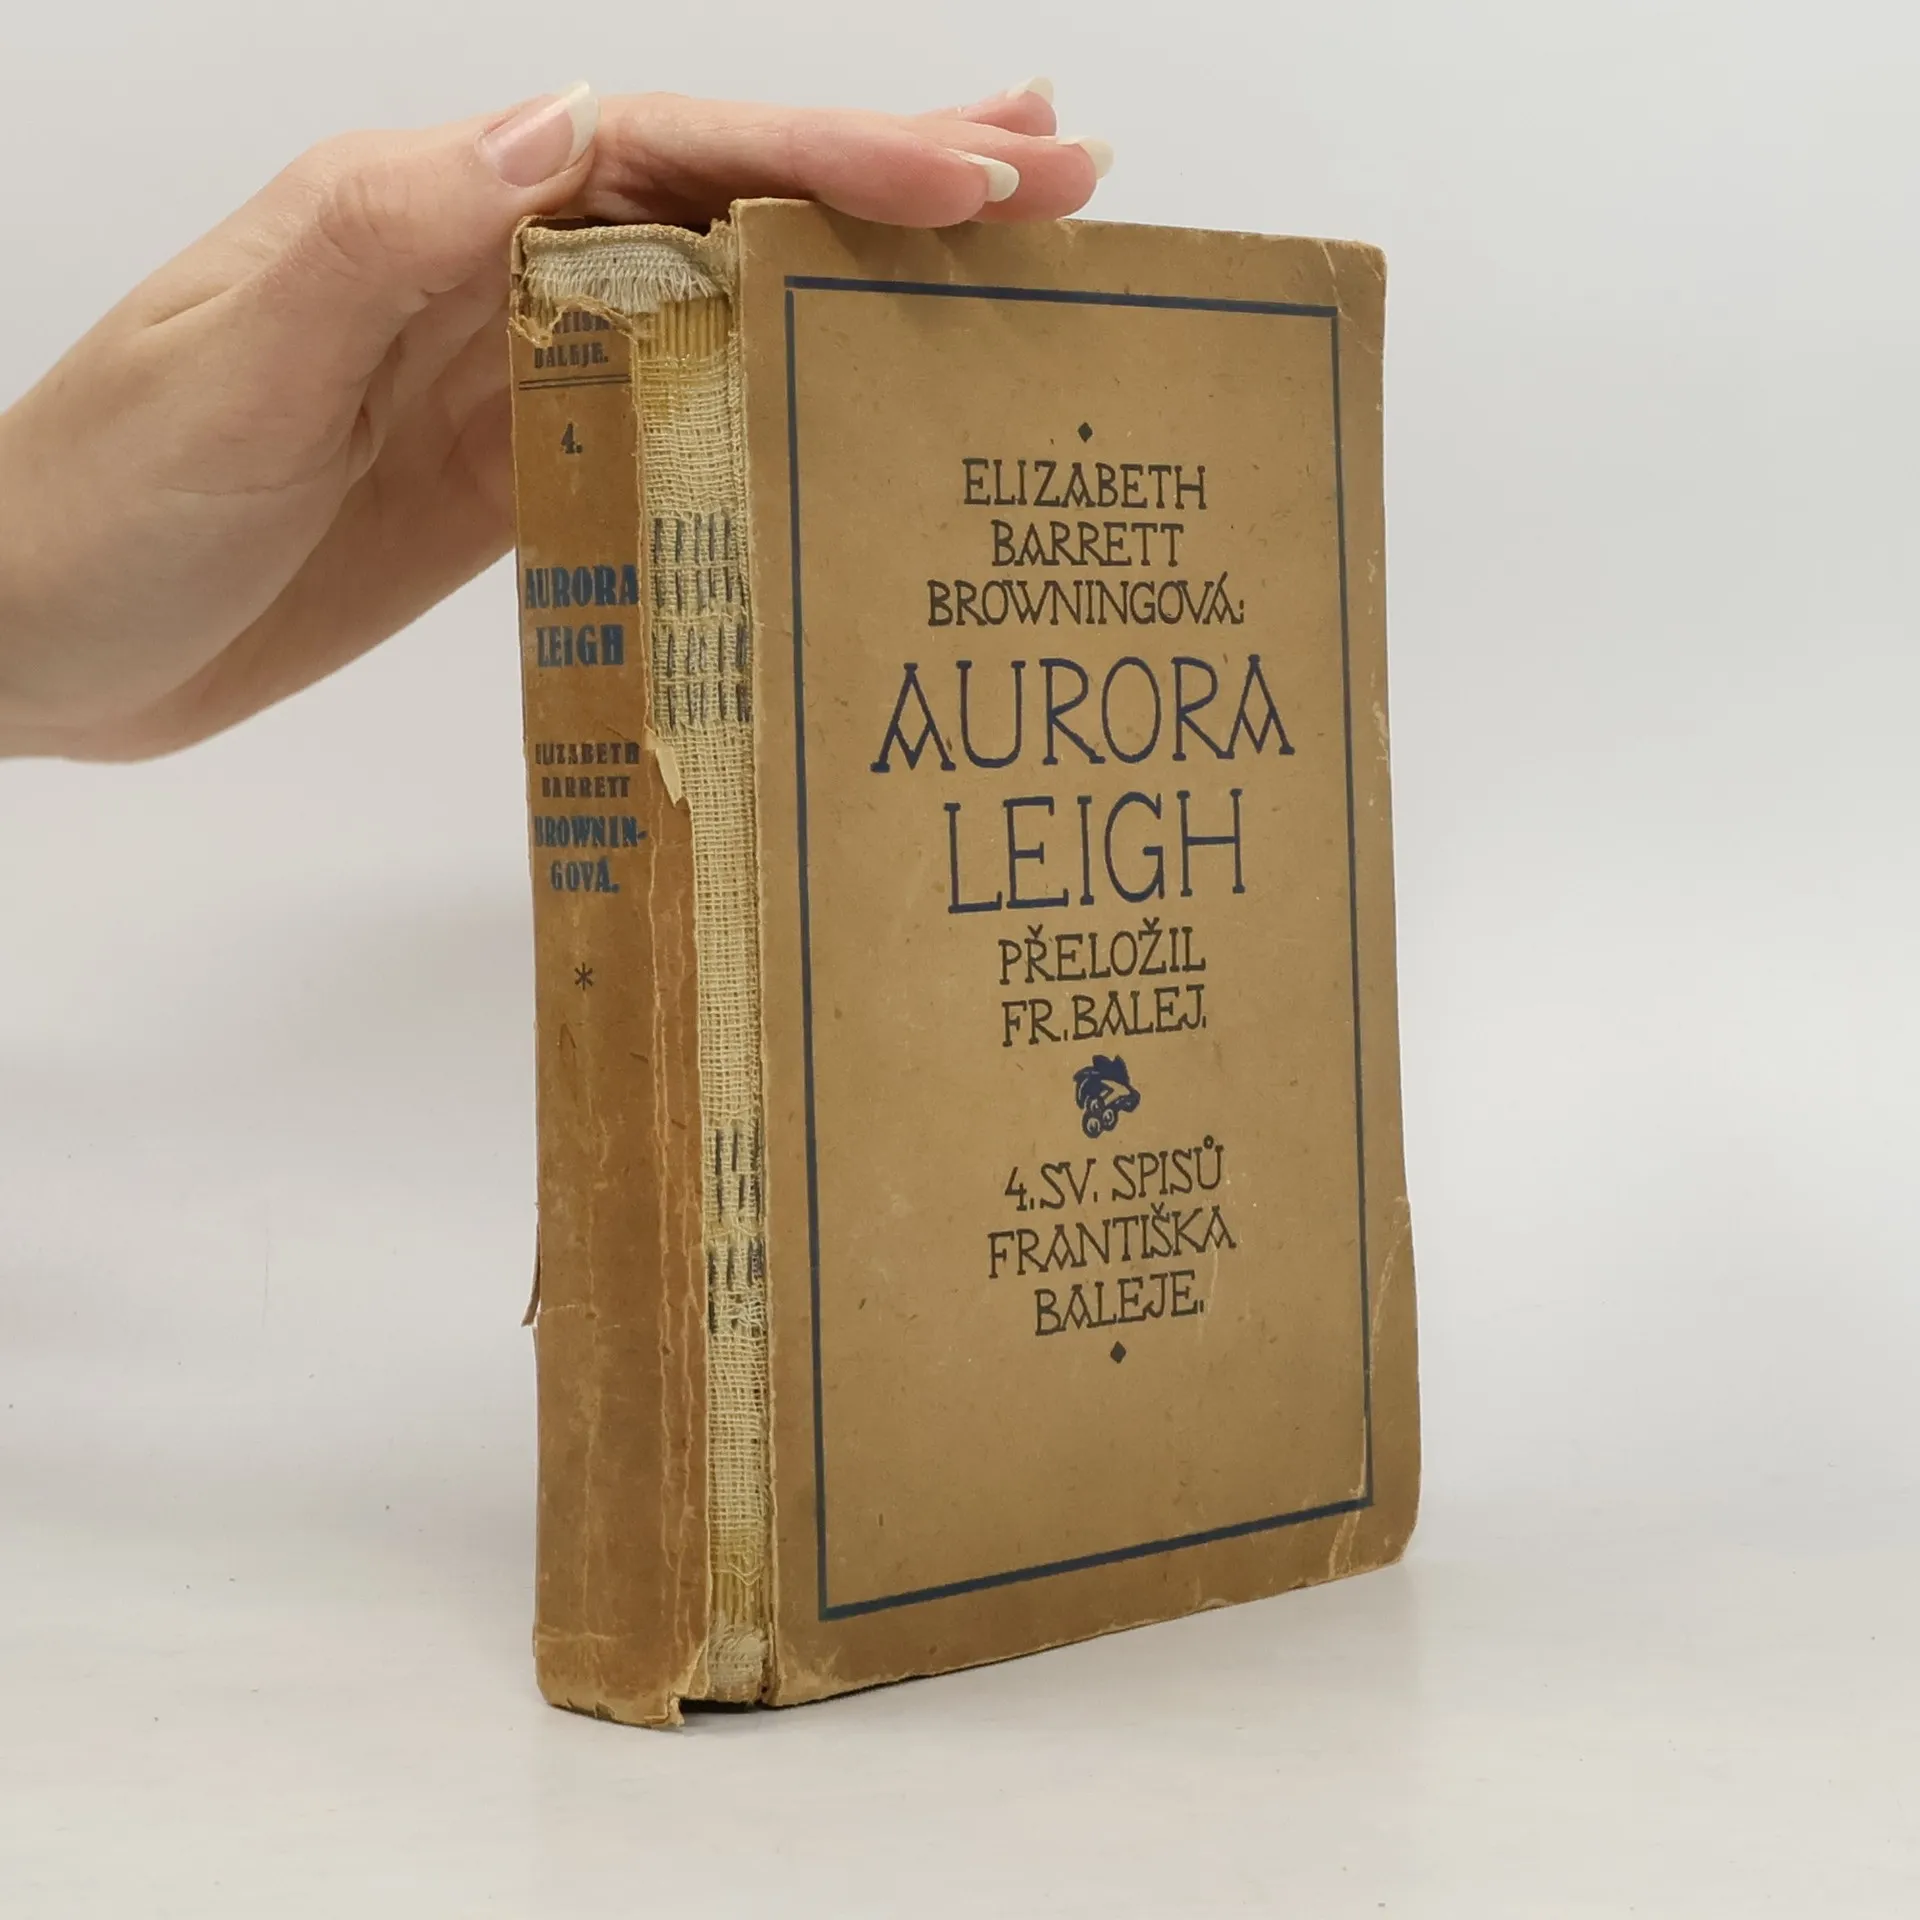 BALEJE.
4.
AURORA
LEIGH
ELIZABETH
BARRETT
BROWNIN-
GOVÁ.
*
ELIZABETH
BARRETT
BROWNINGOVÁ:
AURORA
LEIGH
PŘELOŽIL
FR. BALEJ.
4. SV. SPISŮ
FRANTIŠKA
BALEJE.